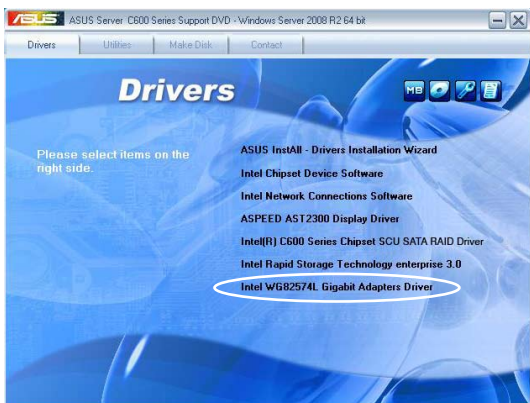 ASUS ASUS Server C600 Series Support DVD - Windows Server 2008 R2 64 bit
Drivers Utilities Make Disk Contact
Drivers
MB
Please select items on the
right side.
ASUS InstAll - Drivers Installation Wizard
Intel Chipset Device Software
Intel Network Connections Software
ASPEED AST2300 Display Driver
Intel(R) C600 Series Chipset SCU SATA RAID Driver
Intel Rapid Storage Technology enterprise 3.0
Intel WG82574L Gigabit Adapters Driver